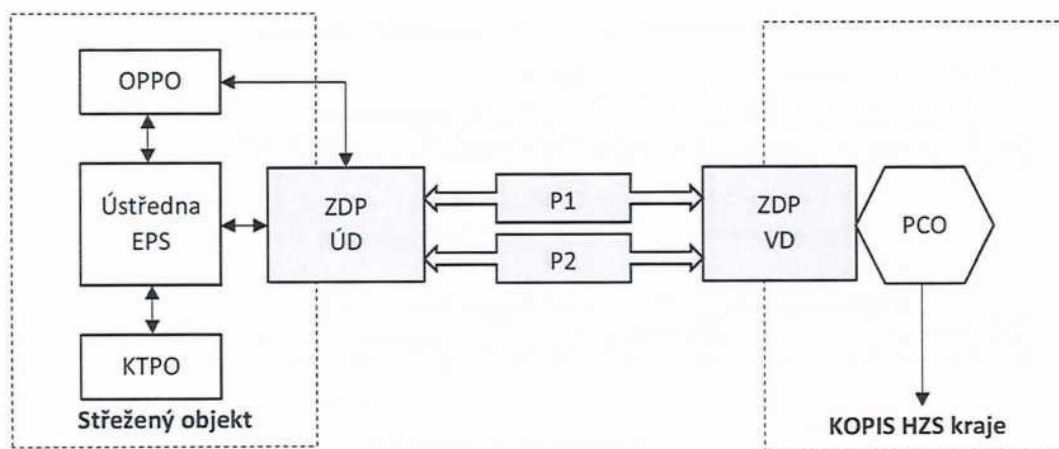 OPPO
Ústředna
EPS
KTPO
Střežený objekt
ZDP
ÚD
P1
P2
ZDP
VD
PCO
KOPIS HZS kraje